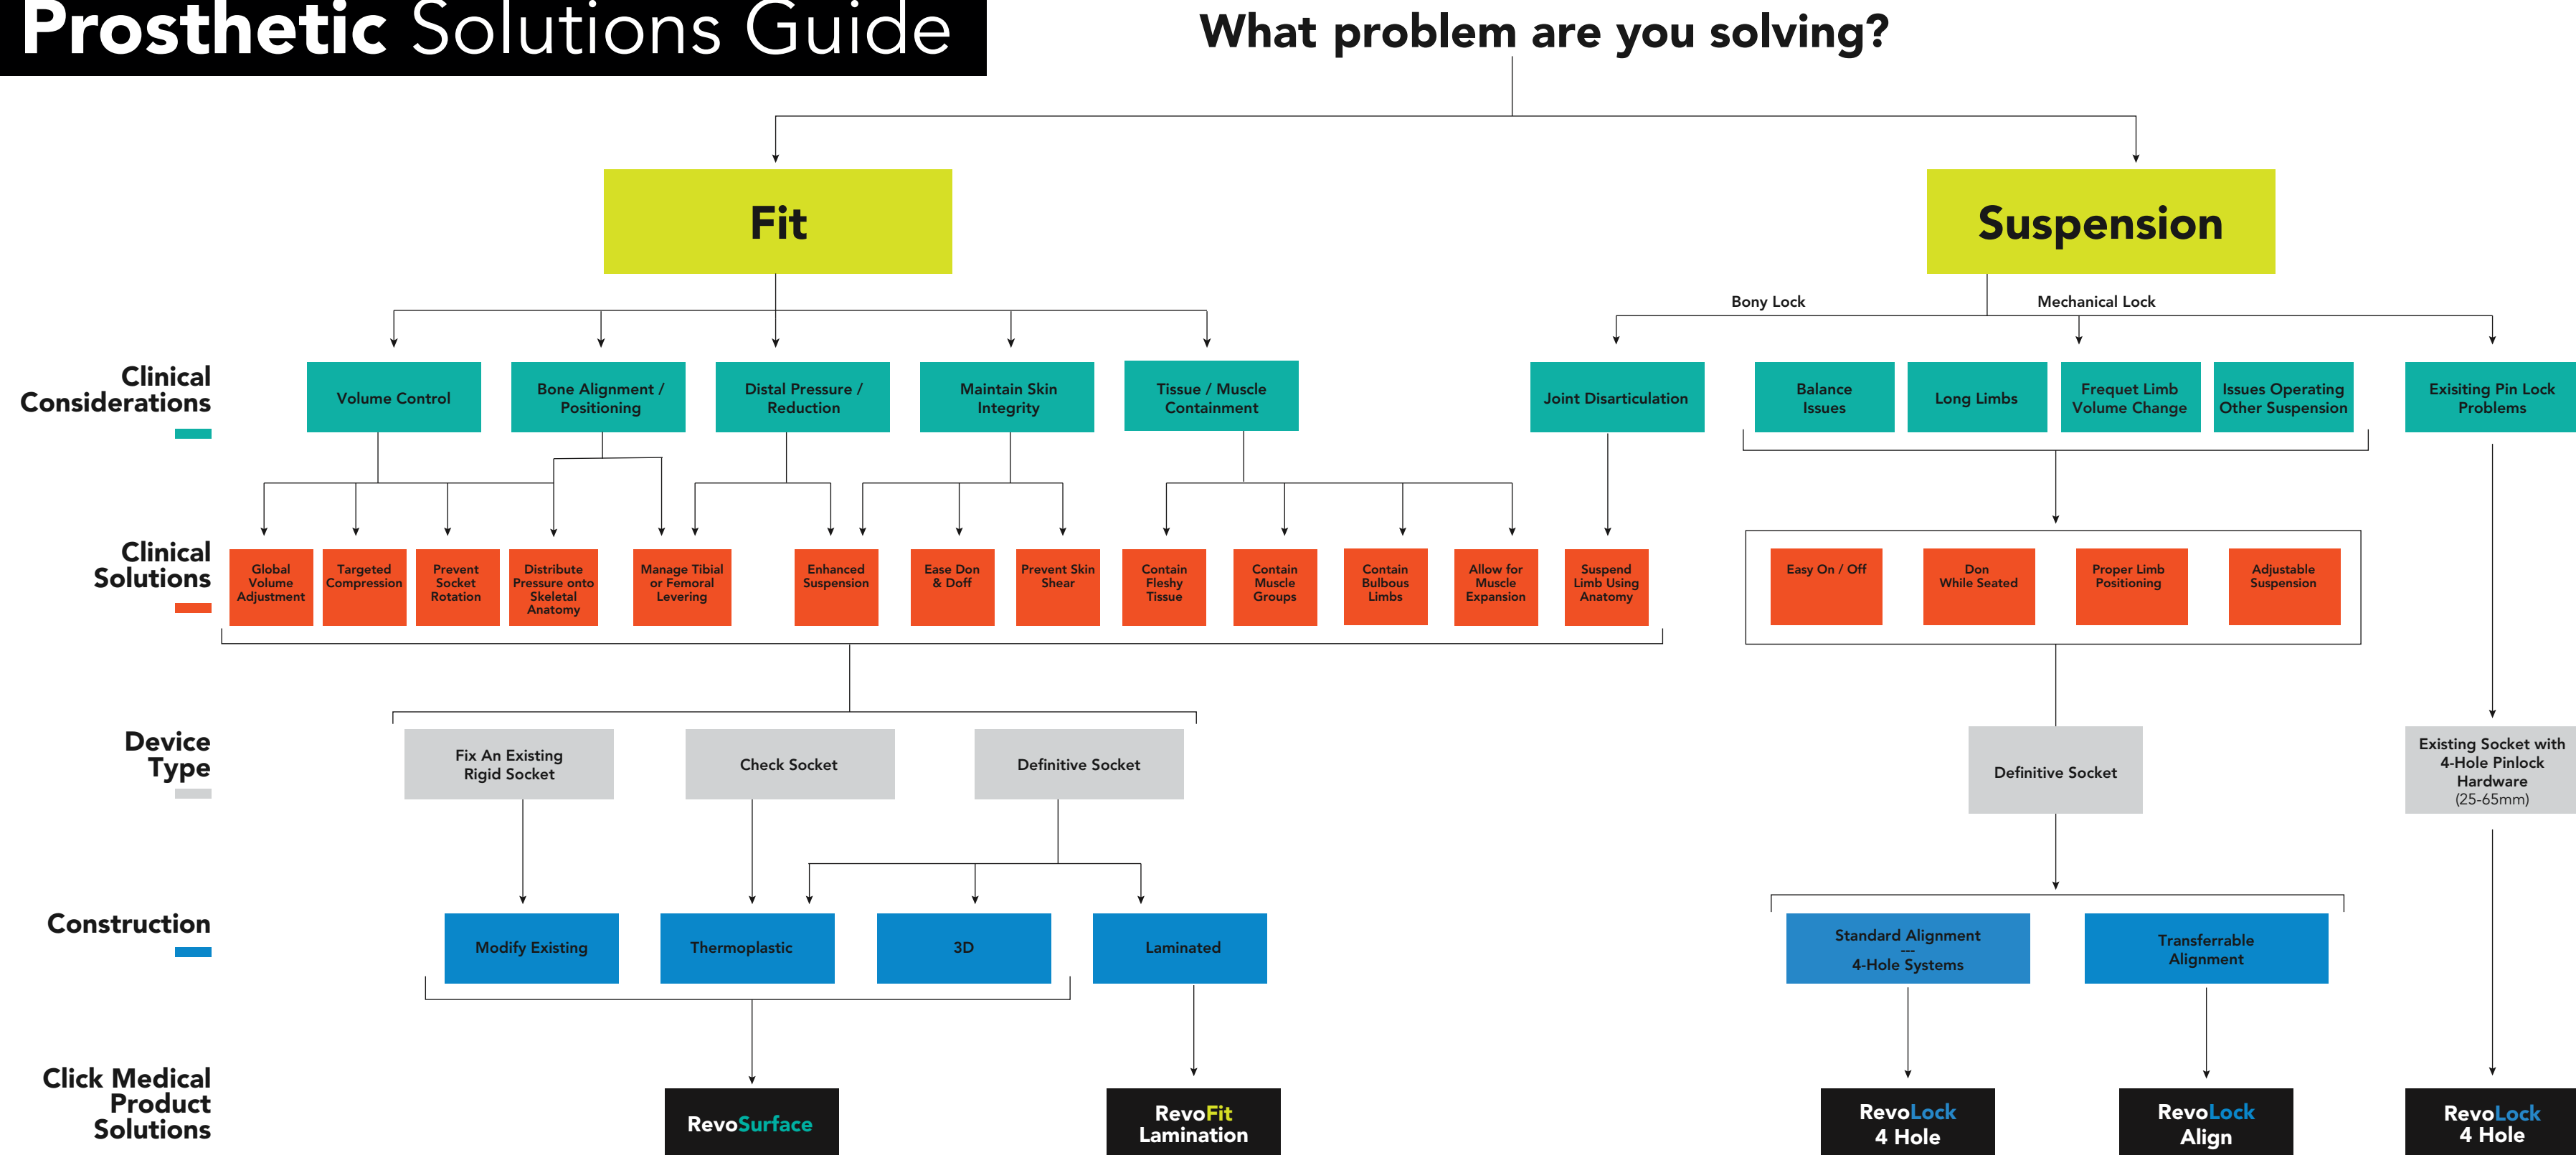 Prosthetic Solutions Guide
What problem are you solving?
Fit
Suspension
Bony Lock
Mechanical Lock
Clinical
Considerations
Volume Control
Bone Alignment /
Positioning
Distal Pressure /
Reduction
Maintain Skin
Integrity
Tissue / Muscle
Containment
Joint Disarticulation
Balance
Issues
Long Limbs
Frequet Limb
Volume Change
Issues Operating
Other Suspension
Exisiting Pin Lock
Problems
Clinical
Solutions
Global
Volume
Adjustment
Targeted
Compression
Prevent
Socket
Rotation
Distribute
Pressure onto
Skeletal
Anatomy
Manage Tibial
or Femoral
Levering
Enhanced
Suspension
Ease Don
& Doff
Prevent Skin
Shear
Contain
Fleshy
Tissue
Contain
Muscle
Groups
Contain
Bulbous
Limbs
Allow for
Muscle
Expansion
Suspend
Limb Using
Anatomy
Easy On / Off
Don
While Seated
Proper Limb
Positioning
Adjustable
Suspension
Device
Type
Fix An Existing
Rigid Socket
Check Socket
Definitive Socket
Definitive Socket
Existing Socket with
4-Hole Pinlock
Hardware
(25-65mm)
Construction
Modify Existing
Thermoplastic
3D
Laminated
Standard Alignment
---
4-Hole Systems
Transferrable
Alignment
Click Medical
Product
Solutions
RevoSurface
RevoFit
Lamination
RevoLock
4 Hole
RevoLock
Align
RevoLock
4 Hole